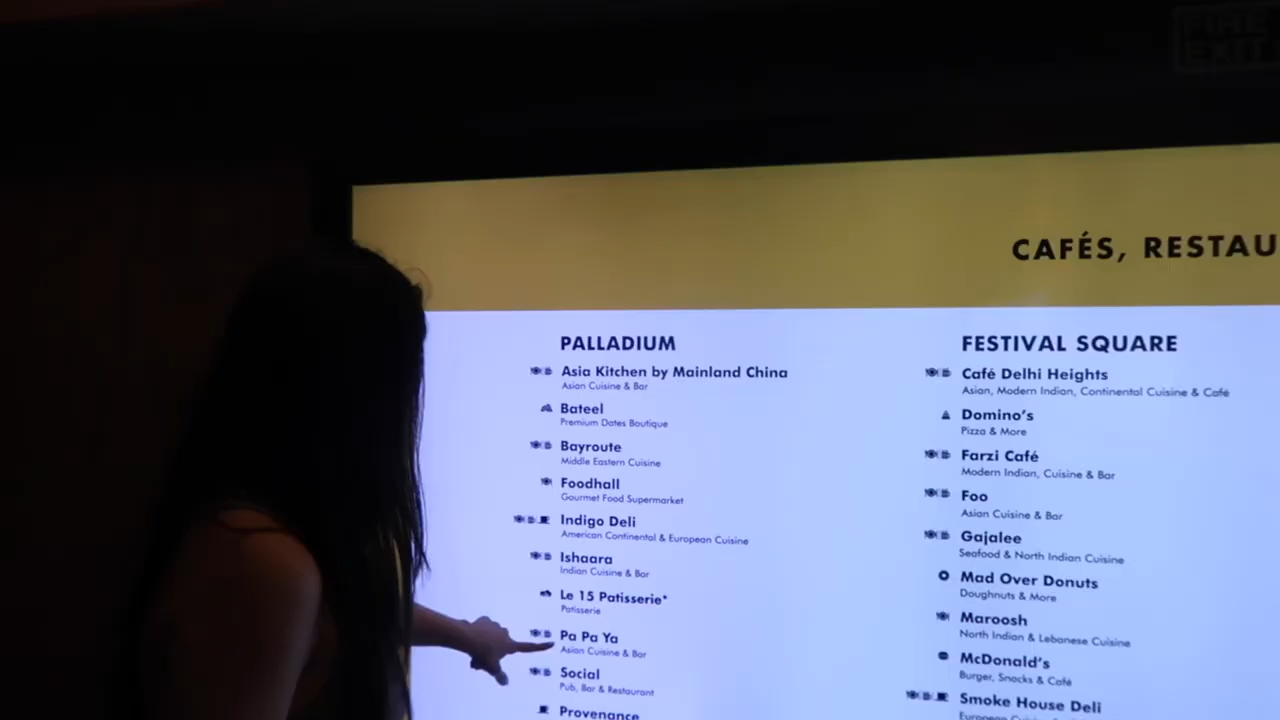 FIRE
EXIT
CAFÉS, RESTAU
PALLADIUM
Asia Kitchen by Mainland China
Asian Cuisine & Bar
Bateel
Premium Dates Boutique
Bayroute
Middle Eastern Cuisine
Foodhall
Gourmet Food Supermarket
Indigo Deli
American Continental & European Cuisine
Ishaara
Indian Cuisine & Bar
Le 15 Patisserie*
Patisserie
Pa Pa Ya
Asian Cuisine & Bar
Social
Pub, Bar & Restaurant
Provenance
FESTIVAL SQUARE
Café Delhi Heights
Asian, Modern Indian, Continental Cuisine & Café
Domino's
Pizza & More
Farzi Café
Modern Indian, Cuisine & Bar
Foo
Asian Cuisine & Bar
Gajalee
Seafood & North Indian Cuisine
Mad Over Donuts
Doughnuts & More
Maroosh
North Indian & Lebanese Cuisine
McDonald's
Burger, Snacks & Café
Smoke House Deli